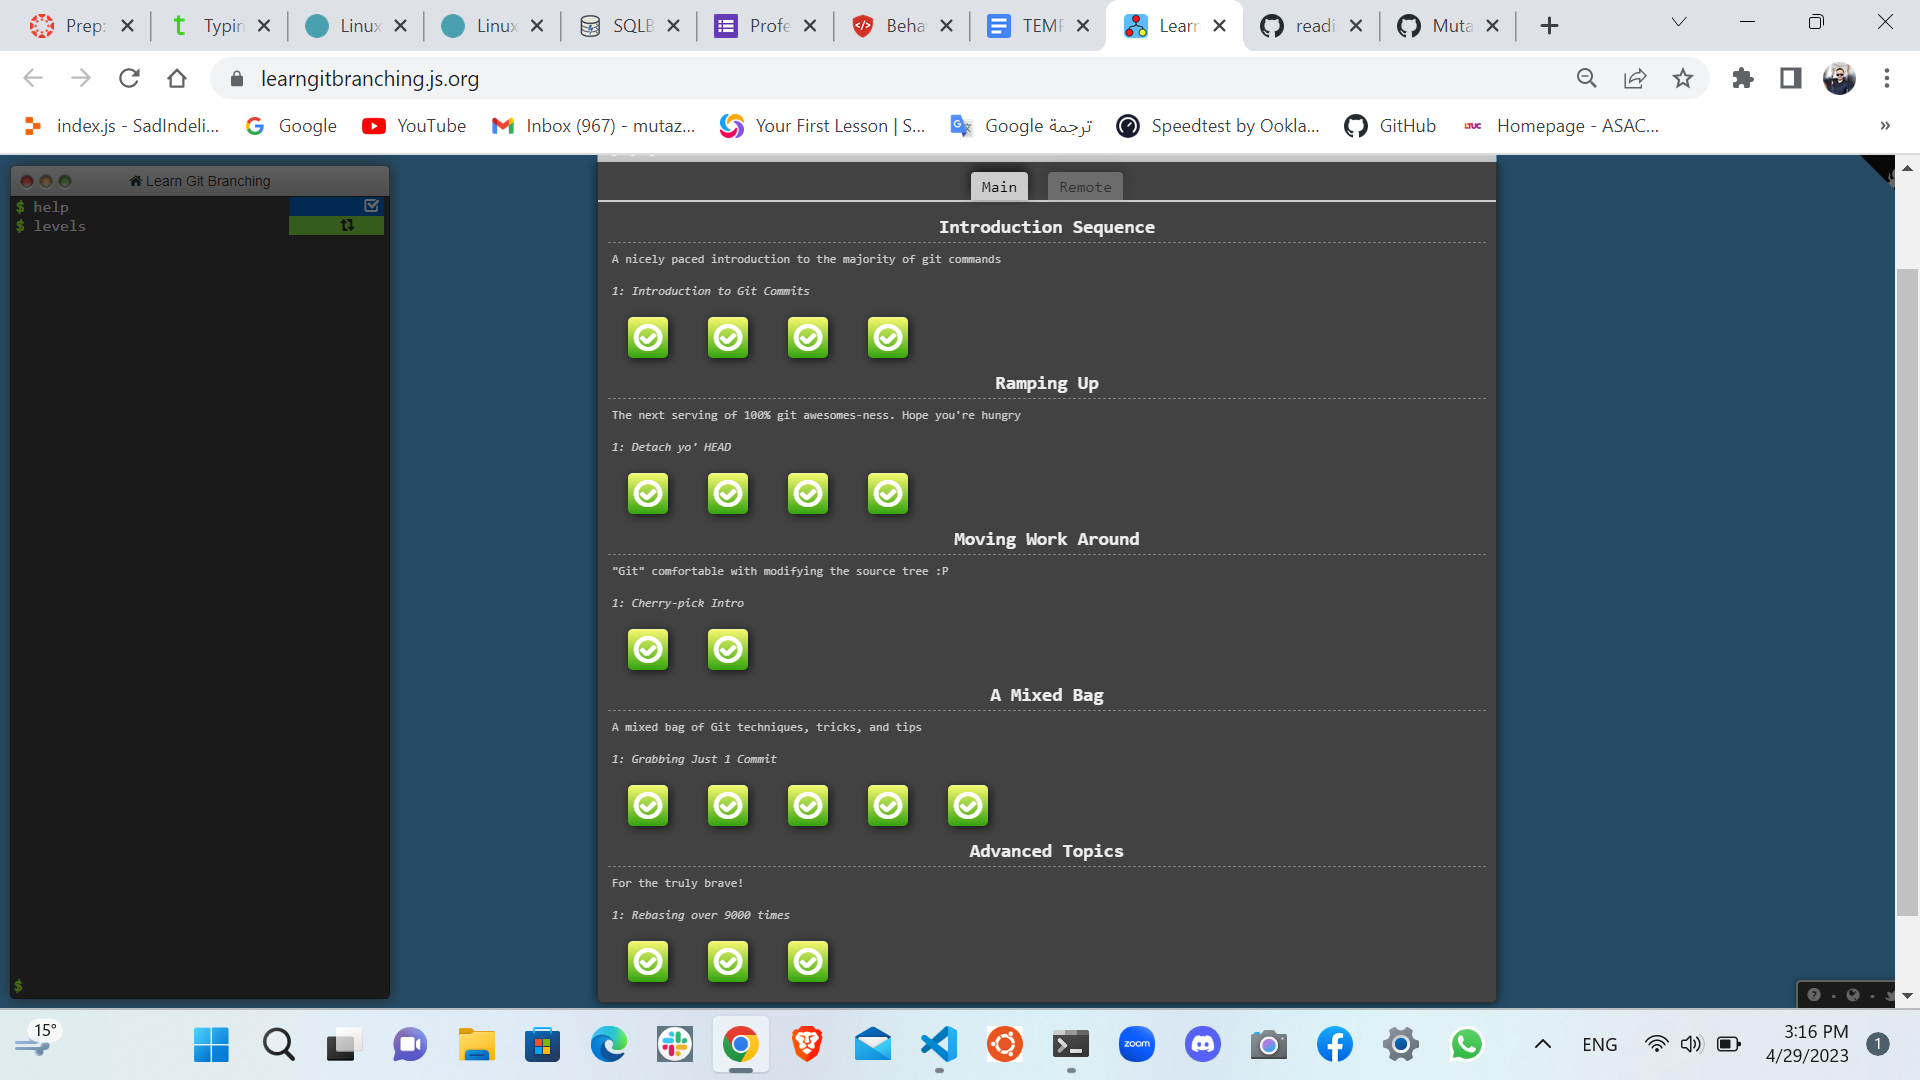 Prep: Typin Linux Linux SQLB Profe Beha TEMP Learn readi Muta
learngitbranching.js.org
index.js - SadIndeli... Google YouTube Inbox (967) - mutaz... Your First Lesson | S... ترجمة Google Speedtest by Ookla... GitHub LTUC Homepage - ASAC...
Learn Git Branching
$ help
$ levels
$
Main Remote
Introduction Sequence
A nicely paced introduction to the majority of git commands
1: Introduction to Git Commits
Ramping Up
The next serving of 100% git awesomes-ness. Hope you're hungry
1: Detach yo' HEAD
Moving Work Around
"Git" comfortable with modifying the source tree :P
1: Cherry-pick Intro
A Mixed Bag
A mixed bag of Git techniques, tricks, and tips
1: Grabbing Just 1 Commit
Advanced Topics
For the truly brave!
1: Rebasing over 9000 times
15°
zoom
ENG
3:16 PM
4/29/2023
1